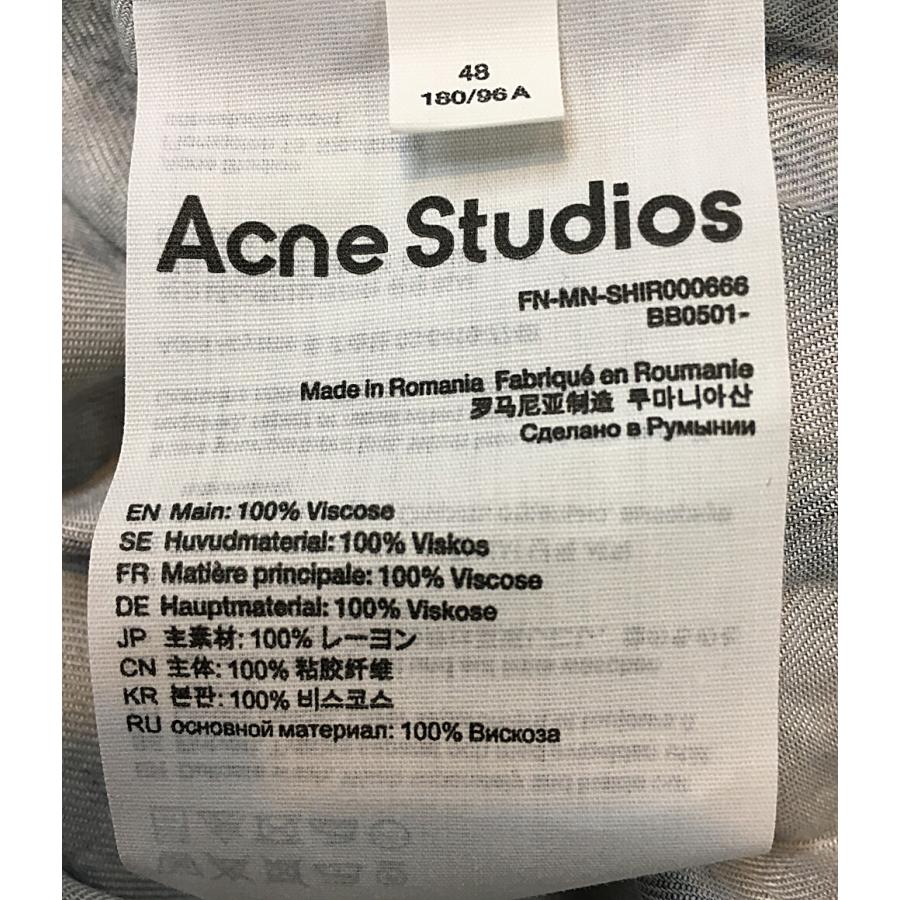 48
180/96 A
Acne Studios
FN-MN-SHIR000666
BB0501-
Made in Romania Fabriqué en Roumanie
罗马尼亚制造 루마니아산
Сделано в Румынии
EN Main: 100% Viscose
SE Huvudmaterial: 100% Viskos
FR Matière principale: 100% Viscose
DE Hauptmaterial: 100% Viskose
JP 主素材: 100% レーヨン
CN 主体: 100% 粘胶纤维
KR 본판: 100% 비스코스
RU основной материал: 100% Вискоза